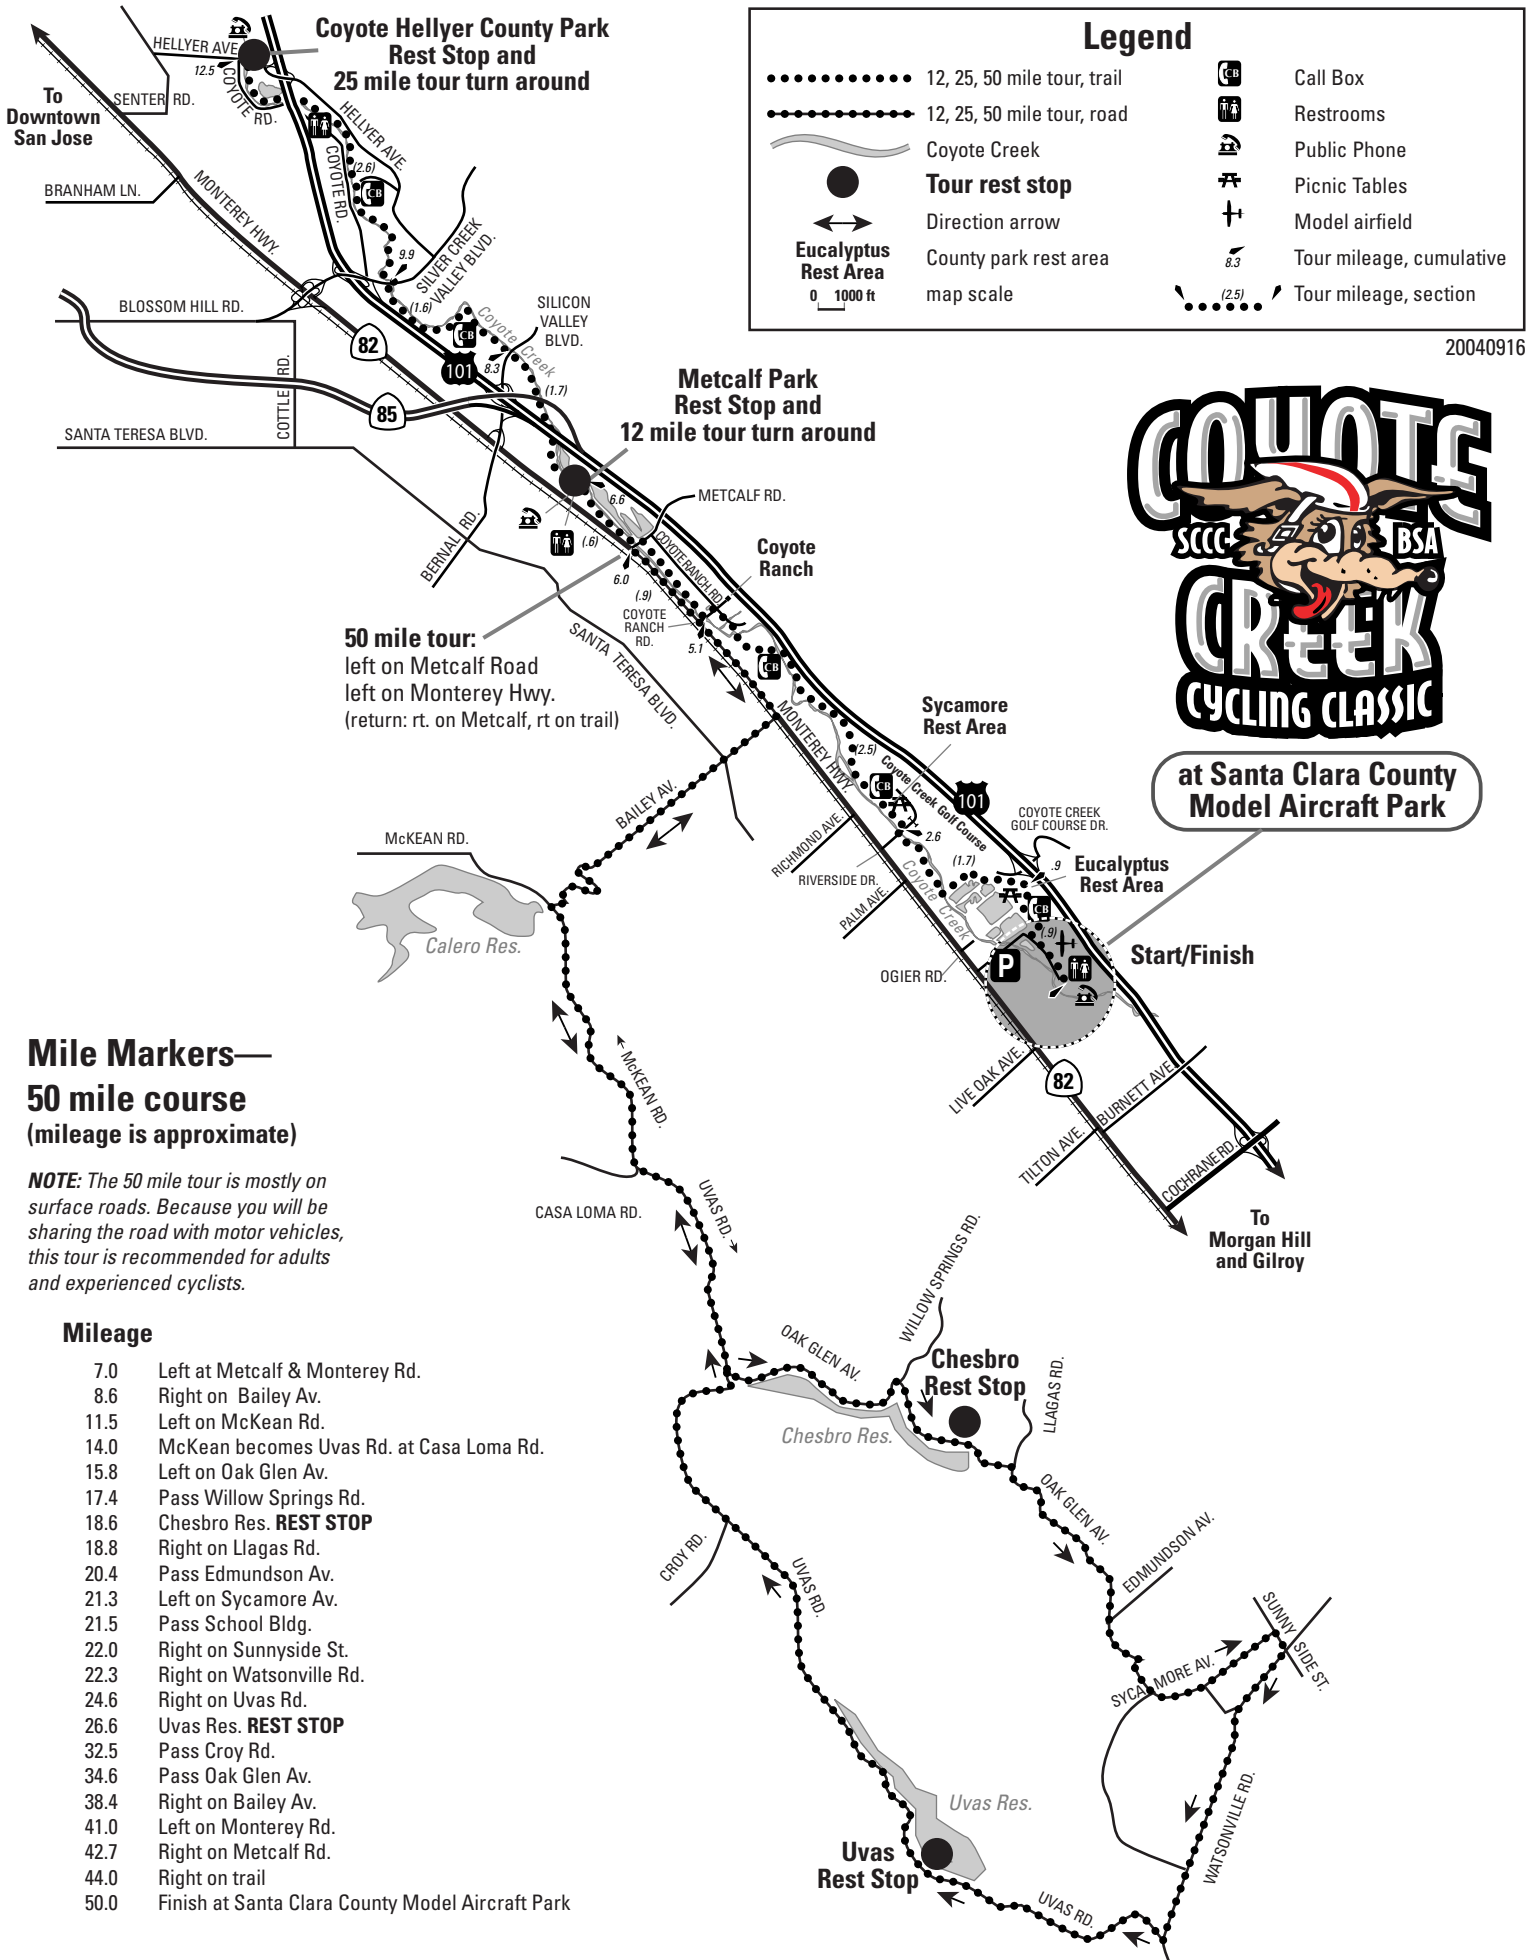 Coyote Hellyer County Park
Rest Stop and
25 mile tour turn around
HELLYER AVE
12.5
COYOTE RD.
SENTER RD.
To
Downtown
San Jose
BRANHAM LN.
MONTEREY HWY.
HELLYER AVE.
COYOTE RD.
(2.6)
CB
9.9
SILVER CREEK
VALLEY BLVD.
(1.6)
BLOSSOM HILL RD.
82
101
CB
Coyote Creek
8.3
SILICON
VALLEY
BLVD.
(1.7)
COTTLE RD.
85
SANTA TERESA BLVD.
Legend
12, 25, 50 mile tour, trail
12, 25, 50 mile tour, road
Coyote Creek
Tour rest stop
Direction arrow
Eucalyptus
Rest Area
County park rest area
0 1000 ft
map scale
CB
Call Box
Restrooms
Public Phone
Picnic Tables
Model airfield
8.3
Tour mileage, cumulative
(2.5)
Tour mileage, section
20040916
Metcalf Park
Rest Stop and
12 mile tour turn around
6.6
METCALF RD.
BERNAL RD.
(.6)
6.0
COYOTE RANCH RD.
Coyote
Ranch
(.9)
COYOTE
RANCH
RD.
5.1
CB
50 mile tour:
left on Metcalf Road
left on Monterey Hwy.
(return: rt. on Metcalf, rt on trail)
SANTA TERESA BLVD.
MONTEREY HWY.
COYOTE
SCCC
BSA
CREEK
CYCLING CLASSIC
at Santa Clara County
Model Aircraft Park
Sycamore
Rest Area
(2.5)
CB
Coyote Creek Golf Course
101
COYOTE CREEK
GOLF COURSE DR.
2.6
(1.7)
.9
Eucalyptus
Rest Area
CB
(.9)
P
Start/Finish
BAILEY AV.
RICHMOND AVE.
RIVERSIDE DR.
PALM AVE.
Coyote Creek
OGIER RD.
McKEAN RD.
Calero Res.
LIVE OAK AVE.
82
BURNETT AVE.
TILTON AVE.
COCHRANE RD.
To
Morgan Hill
and Gilroy
McKEAN RD.
CASA LOMA RD.
UVAS RD.
WILLOW SPRINGS RD.
OAK GLEN AV.
Chesbro
Rest Stop
LLAGAS RD.
Chesbro Res.
OAK GLEN AV.
EDMUNDSON AV.
CROY RD.
UVAS RD.
SYCAMORE AV.
SUNNY SIDE ST.
WATSONVILLE RD.
Uvas Res.
Uvas
Rest Stop
UVAS RD.
Mile Markers—
50 mile course
(mileage is approximate)
NOTE: The 50 mile tour is mostly on
surface roads. Because you will be
sharing the road with motor vehicles,
this tour is recommended for adults
and experienced cyclists.
Mileage
7.0 Left at Metcalf & Monterey Rd.
8.6 Right on Bailey Av.
11.5 Left on McKean Rd.
14.0 McKean becomes Uvas Rd. at Casa Loma Rd.
15.8 Left on Oak Glen Av.
17.4 Pass Willow Springs Rd.
18.6 Chesbro Res. REST STOP
18.8 Right on Llagas Rd.
20.4 Pass Edmundson Av.
21.3 Left on Sycamore Av.
21.5 Pass School Bldg.
22.0 Right on Sunnyside St.
22.3 Right on Watsonville Rd.
24.6 Right on Uvas Rd.
26.6 Uvas Res. REST STOP
32.5 Pass Croy Rd.
34.6 Pass Oak Glen Av.
38.4 Right on Bailey Av.
41.0 Left on Monterey Rd.
42.7 Right on Metcalf Rd.
44.0 Right on trail
50.0 Finish at Santa Clara County Model Aircraft Park